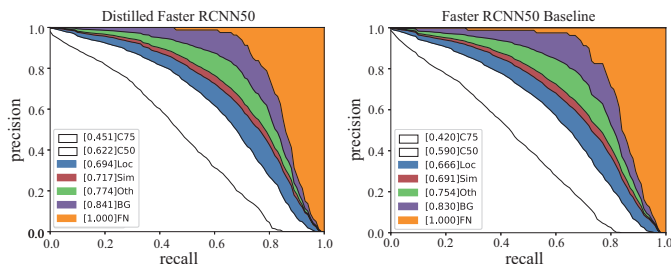 Distilled Faster RCNN50
1.0
0.8
0.6
0.4
0.2
0.0
precision
[0,451]C75
[0,622]C50
[0,694]Loc
[0.717]Sim
[0.774]Oth
[0.841]BG
[1.000]FN
0.0 0.2 0.4 0.6 0.8 1.0
recall
Faster RCNN50 Baseline
1.0
0.8
0.6
0.4
0.2
0.0
precision
[0,420]C75
[0,590]C50
[0,666]Loc
[0.691]Sim
[0.754]Oth
[0.830]BG
[1.000]FN
0.0 0.2 0.4 0.6 0.8 1.0
recall